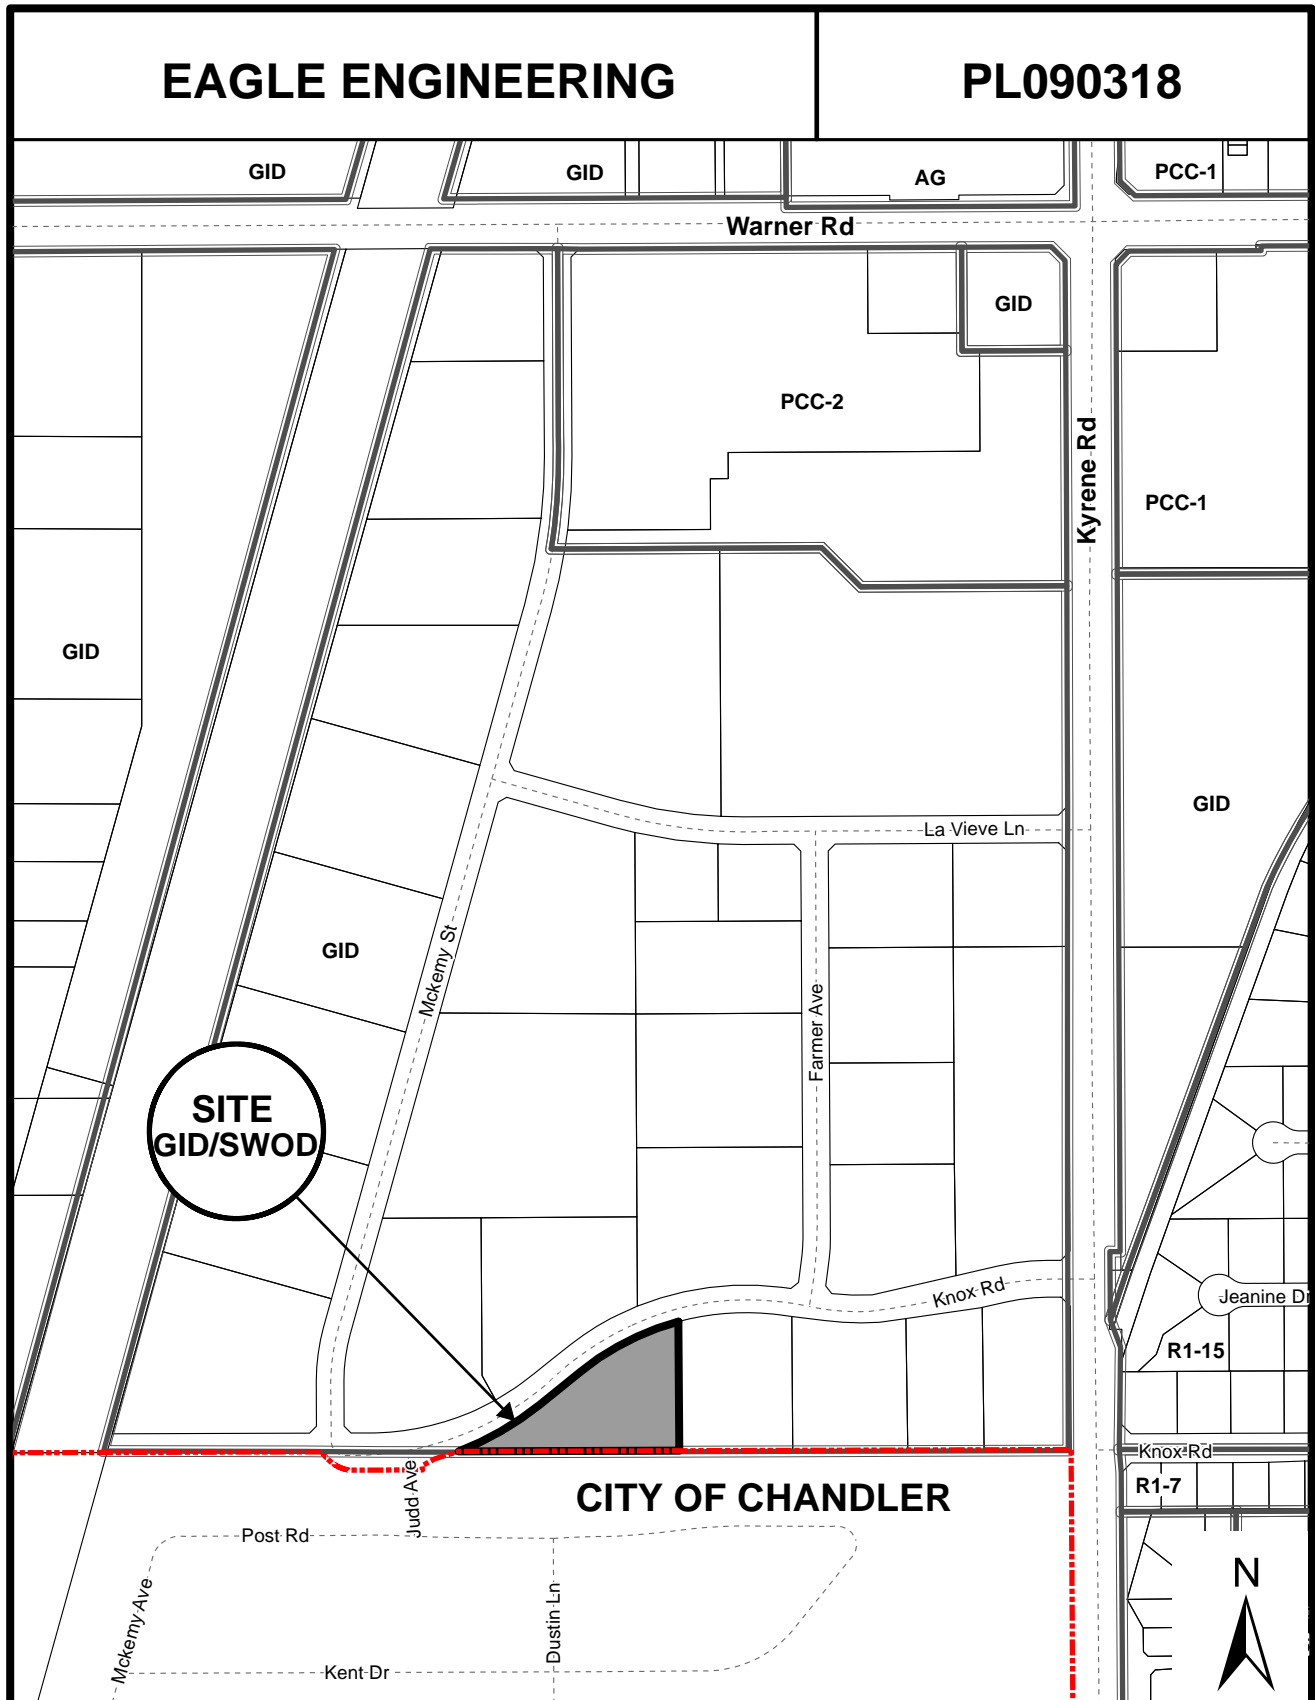 EAGLE ENGINEERING
PL090318
GID
GID
AG
PCC-1
Warner Rd
GID
PCC-2
Kyrene Rd
PCC-1
GID
GID
La Vieve Ln
GID
Mckemy St
Farmer Ave
SITE
GID/SWOD
Knox Rd
Jeanine Dr
R1-15
Knox Rd
Judd Ave
R1-7
CITY OF CHANDLER
Post Rd
Mckemy Ave
Dustin Ln
Kent Dr
N